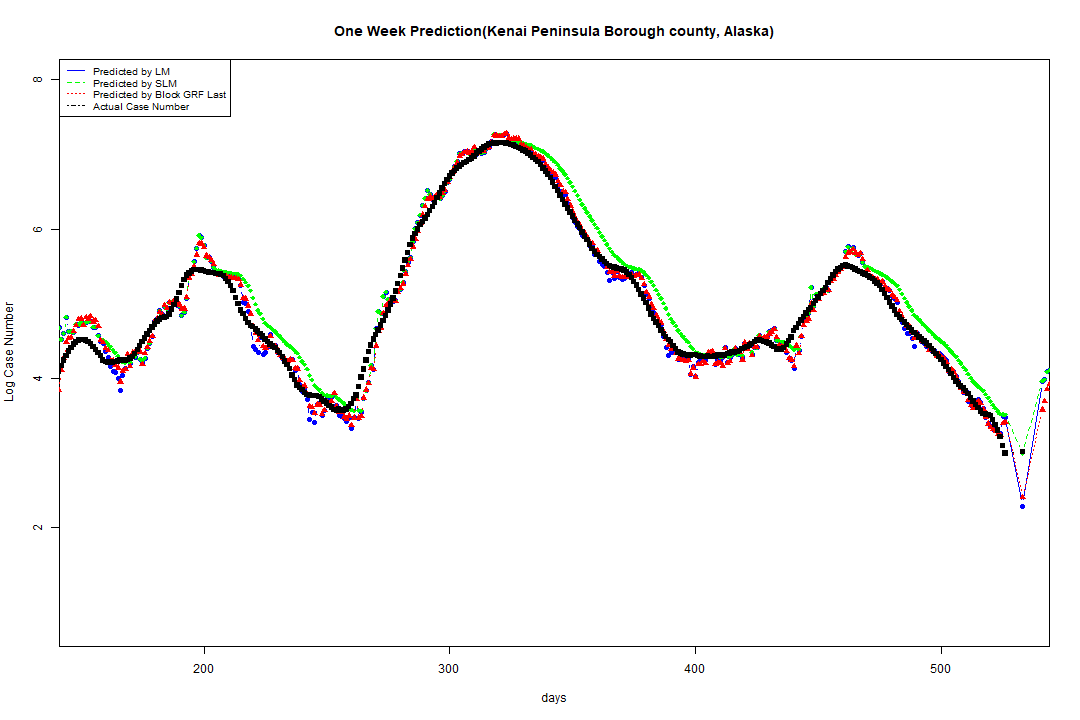 One Week Prediction(Kenai Peninsula Borough county, Alaska)
Predicted by LM
Predicted by SLM
Predicted by Block GRF Last
Actual Case Number
Log Case Number
8
6
4
2
200
300
400
500
days